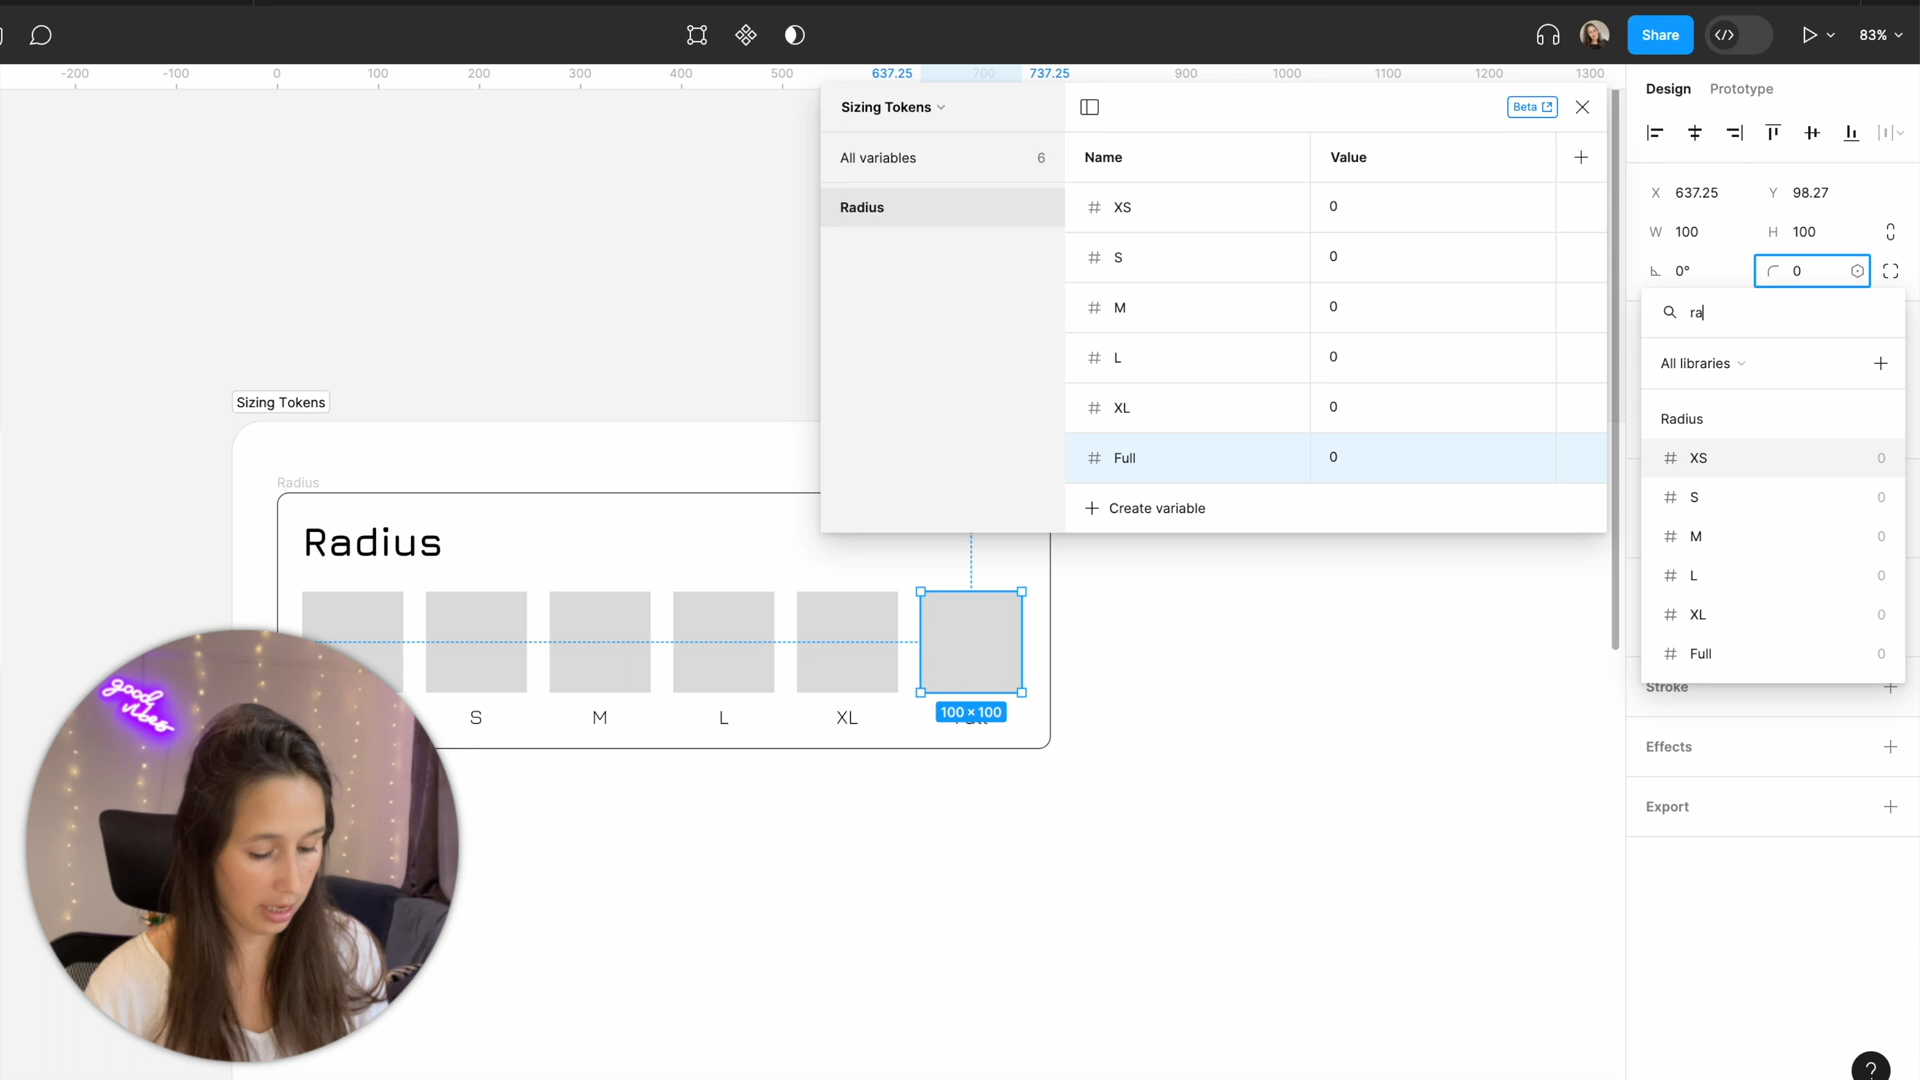 Share
83%
-200 -100 0 100 200 300 400 500 637.25 700 737.25 900 1000 1100 1200 1300
Design Prototype
Sizing Tokens
Beta
All variables 6
Name Value
X 637.25 Y 98.27
Radius
XS 0
W 100 H 100
S 0
0° 0
M 0
ra
L 0
All libraries
XL 0
Radius
Full 0
XS 0
Create variable
S 0
M 0
L 0
XL 0
Full 0
Stroke
Effects
Export
Sizing Tokens
Radius
Radius
S M L XL
100 × 100
good
vibes
?